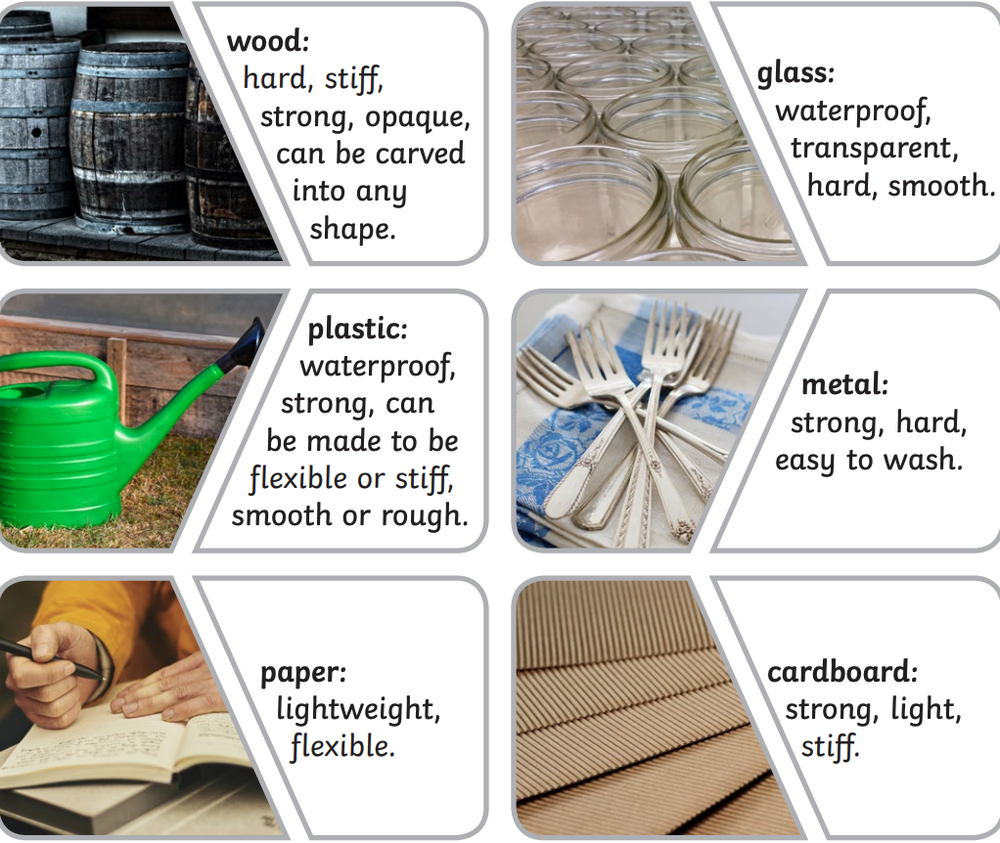 wood:
hard, stiff,
strong, opaque,
can be carved
into any
shape.
glass:
waterproof,
transparent,
hard, smooth.
plastic:
waterproof,
strong, can
be made to be
flexible or stiff,
smooth or rough.
metal:
strong, hard,
easy to wash.
paper:
lightweight,
flexible.
cardboard:
strong, light,
stiff.